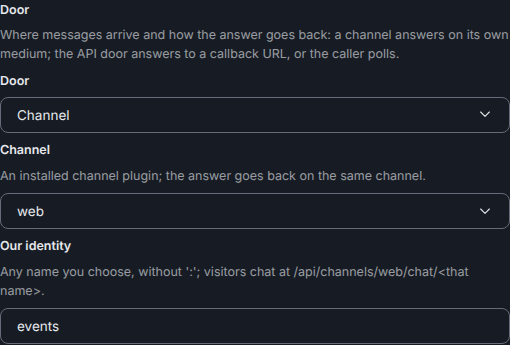 Door
Where messages arrive and how the answer goes back: a channel answers on its own
medium; the API door answers to a callback URL, or the caller polls.
Door
Channel
Channel
An installed channel plugin; the answer goes back on the same channel.
web
Our identity
Any name you choose, without ':'; visitors chat at /api/channels/web/chat/<that
name>.
events